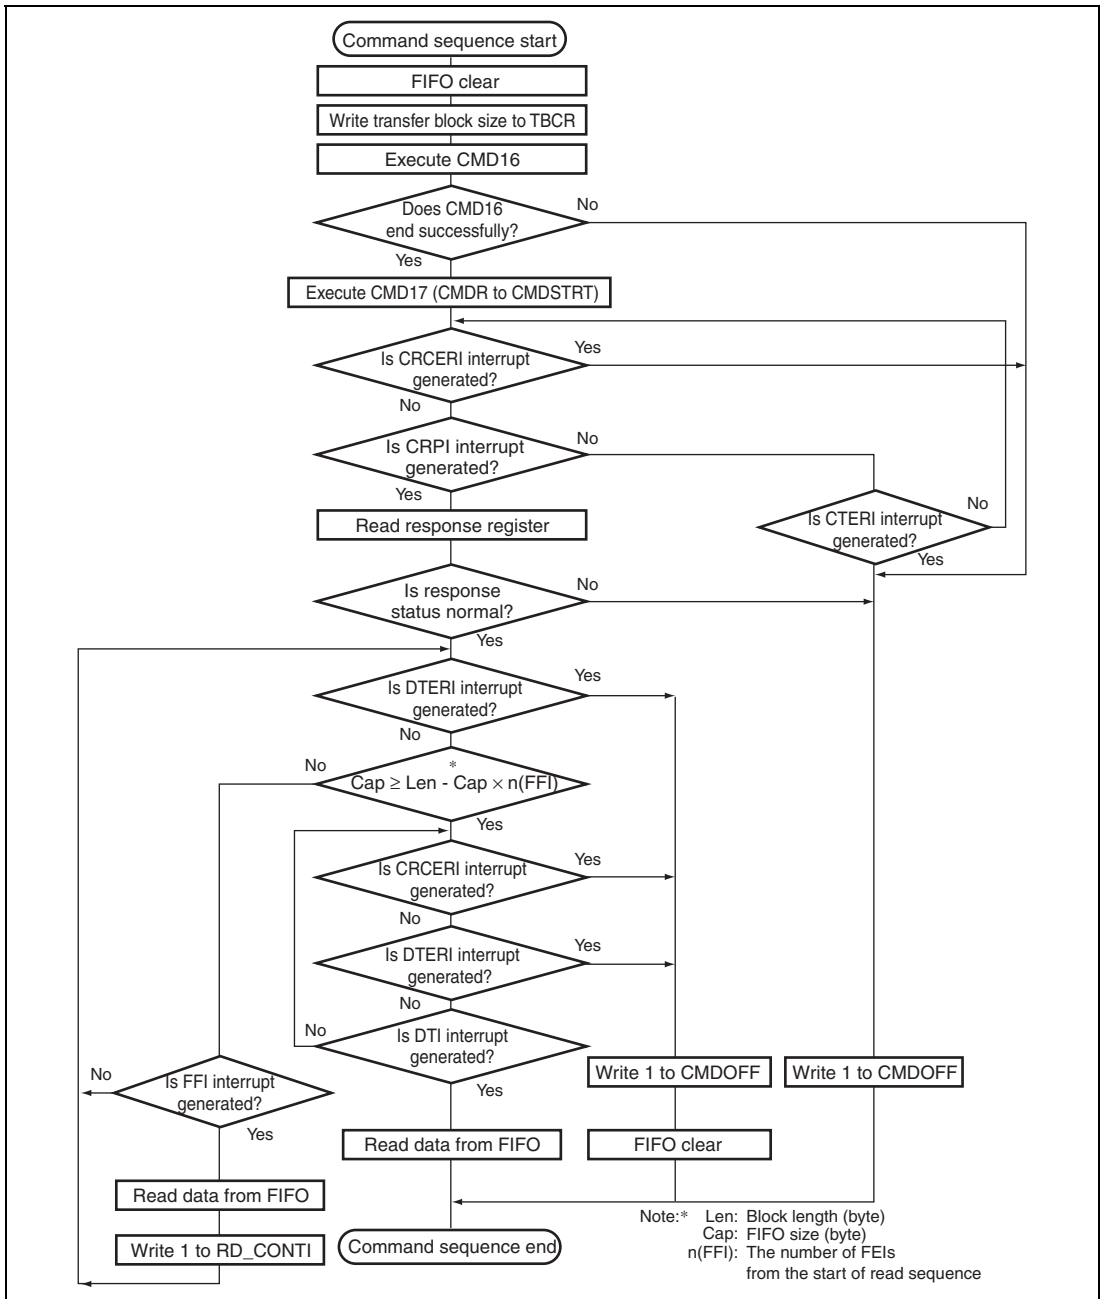 Command sequence start
FIFO clear
Write transfer block size to TBCR
Execute CMD16
Does CMD16
end successfully?
No
Yes
Execute CMD17 (CMDR to CMDSTRT)
Is CRCERI interrupt
generated?
Yes
No
Is CRPI interrupt
generated?
No
Yes
Is CTERI interrupt
generated?
No
Yes
Read response register
Is response
status normal?
No
Yes
Is DTERI interrupt
generated?
Yes
No
*
Cap ≥ Len - Cap × n(FFI)
No
Yes
Is CRCERI interrupt
generated?
Yes
No
Is DTERI interrupt
generated?
Yes
No
Is DTI interrupt
generated?
No
Yes
Is FFI interrupt
generated?
No
Yes
Write 1 to CMDOFF
Write 1 to CMDOFF
Read data from FIFO
FIFO clear
Read data from FIFO
Write 1 to RD_CONTI
Command sequence end
Note:* Len: Block length (byte)
Cap: FIFO size (byte)
n(FFI): The number of FEIs
from the start of read sequence